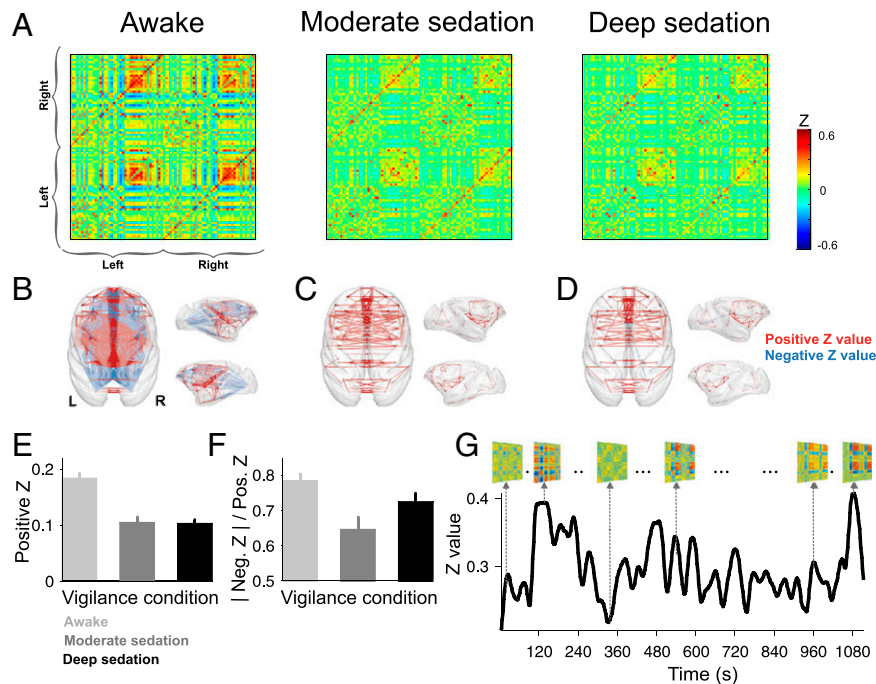 A
Awake
Moderate sedation
Deep sedation
Right
Left
Left
Right
Z
0.6
0
-0.6
B
C
D
L
R
Positive Z value
Negative Z value
E
F
G
Positive Z
0.2
0.1
0
Vigilance condition
Awake
Moderate sedation
Deep sedation
| Neg. Z | / Pos. Z
0.8
0.7
0.6
0.5
Vigilance condition
.
..
...
...
...
.
Z value
0.4
0.3
120 240 360 480 600 720 840 960 1080
Time (s)